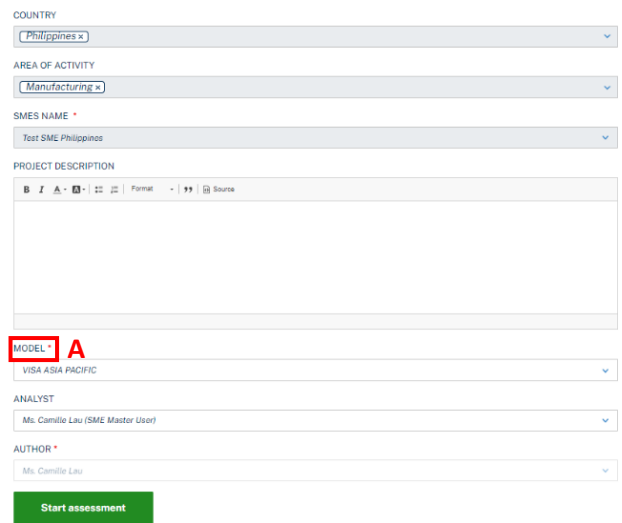 COUNTRY
Philippines ×
AREA OF ACTIVITY
Manufacturing ×
SMES NAME *
Test SME Philippines
PROJECT DESCRIPTION
B I A A Format Source
MODEL * A
VISA ASIA PACIFIC
ANALYST
Ms. Camille Lau (SME Master User)
AUTHOR *
Ms. Camille Lau
Start assessment